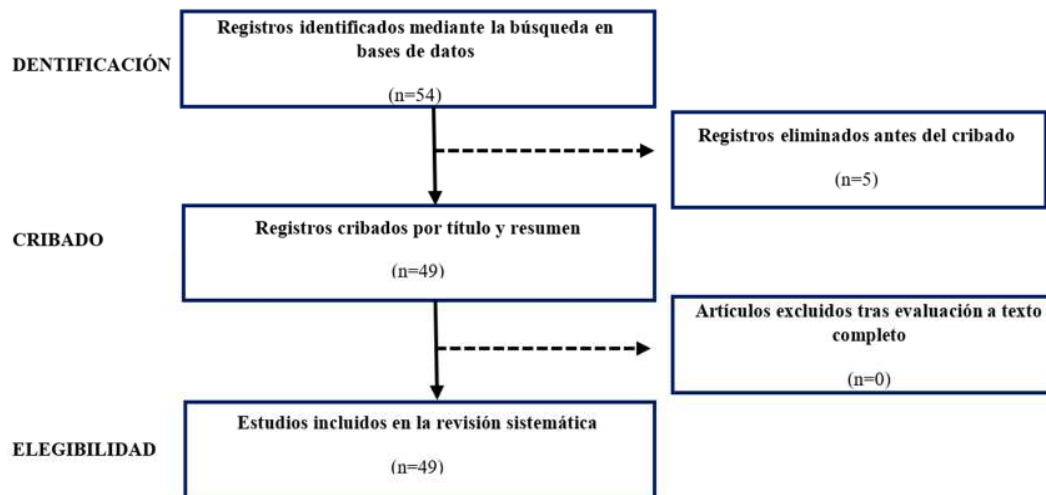 Registros identificados mediante la búsqueda en
bases de datos
(n=54)
DENTIFICACIÓN
Registros eliminados antes del cribado
(n=5)
Registros cribados por título y resumen
(n=49)
CRIBADO
Artículos excluidos tras evaluación a texto
completo
(n=0)
Estudios incluidos en la revisión sistemática
(n=49)
ELEGIBILIDAD